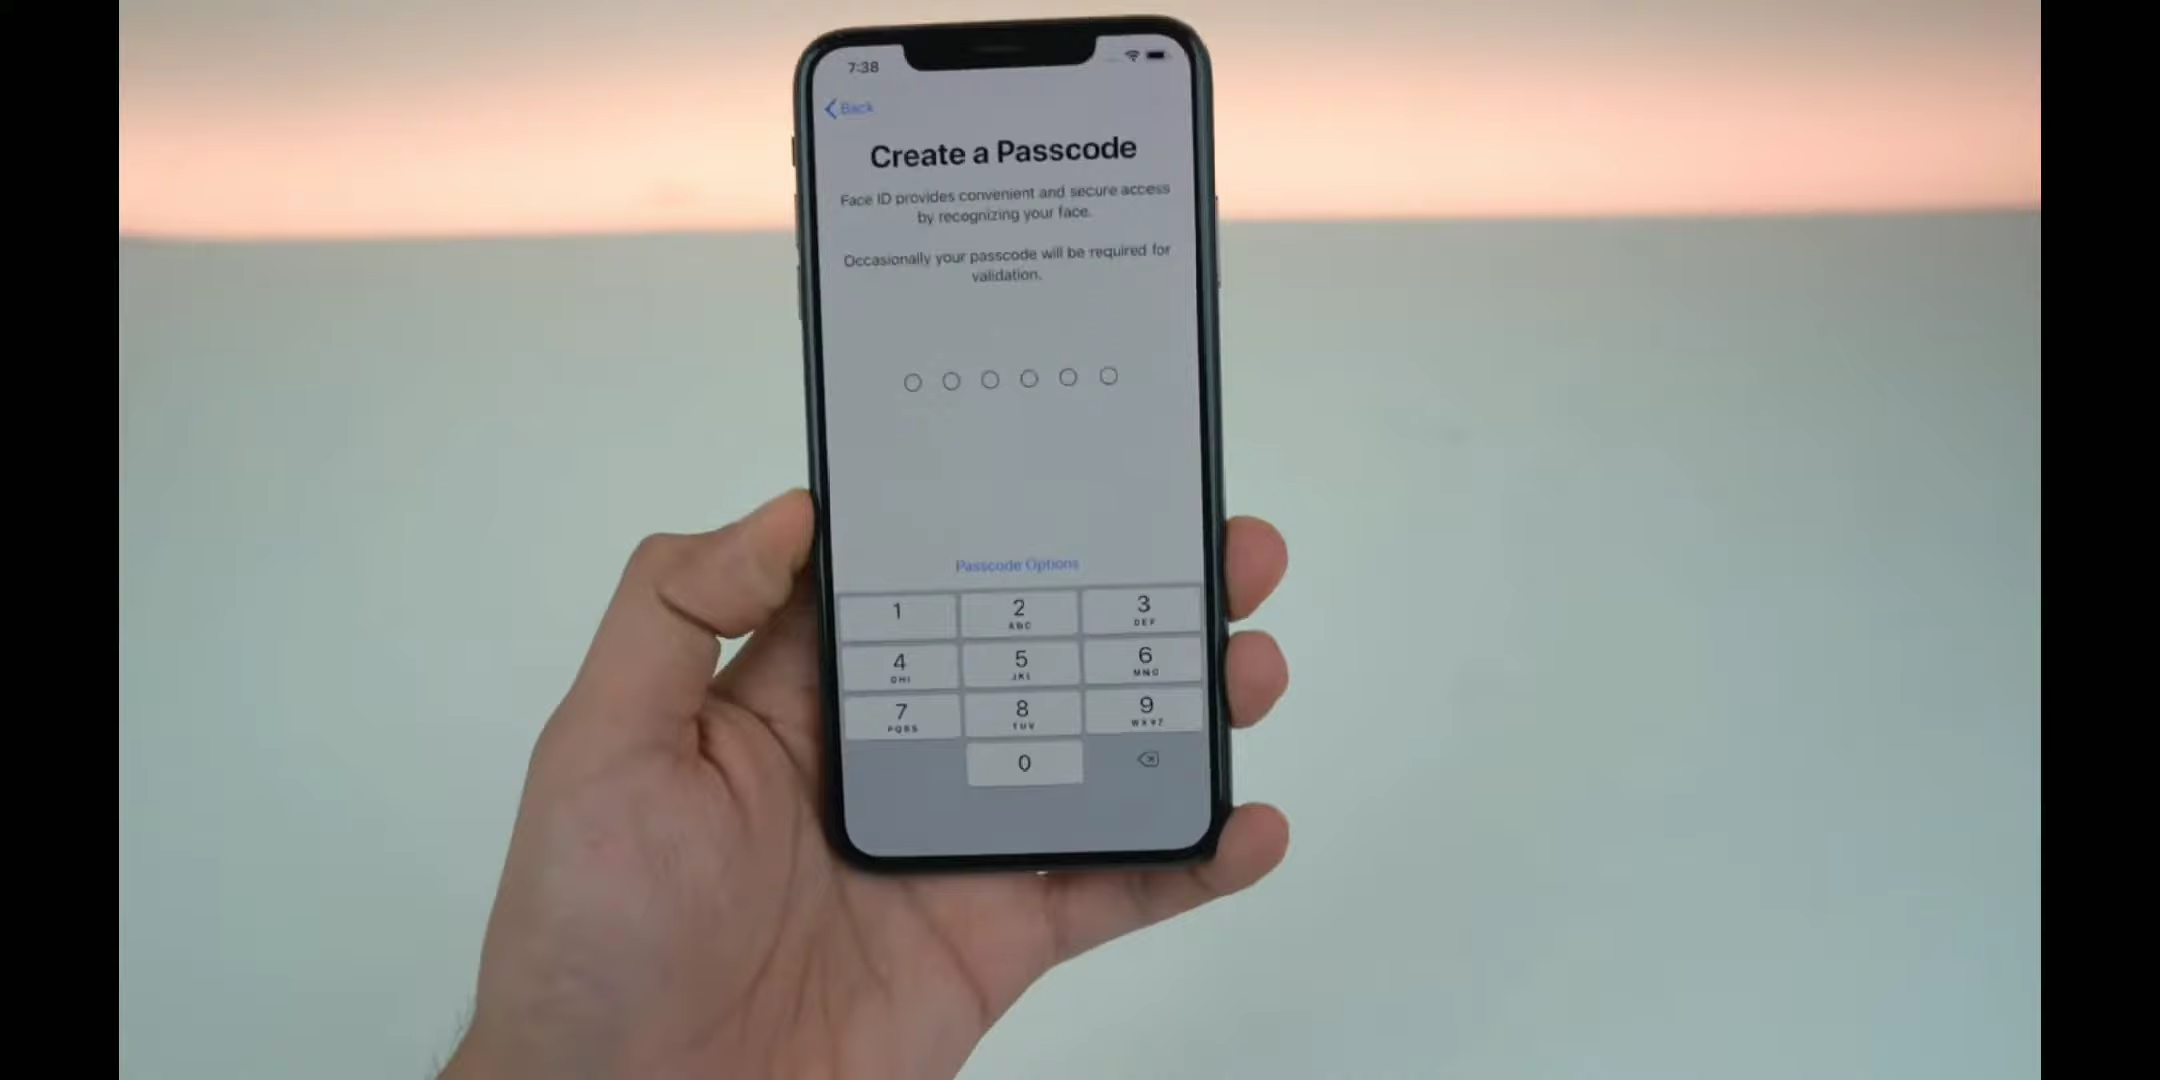 7:38
Back
Create a Passcode
Face ID provides convenient and secure access
by recognizing your face.
Occasionally your passcode will be required for
validation.
Passcode Options
1
2
ABC
3
DEF
4
GHI
5
JKL
6
MNO
7
PQRS
8
TUV
9
WXYZ
0